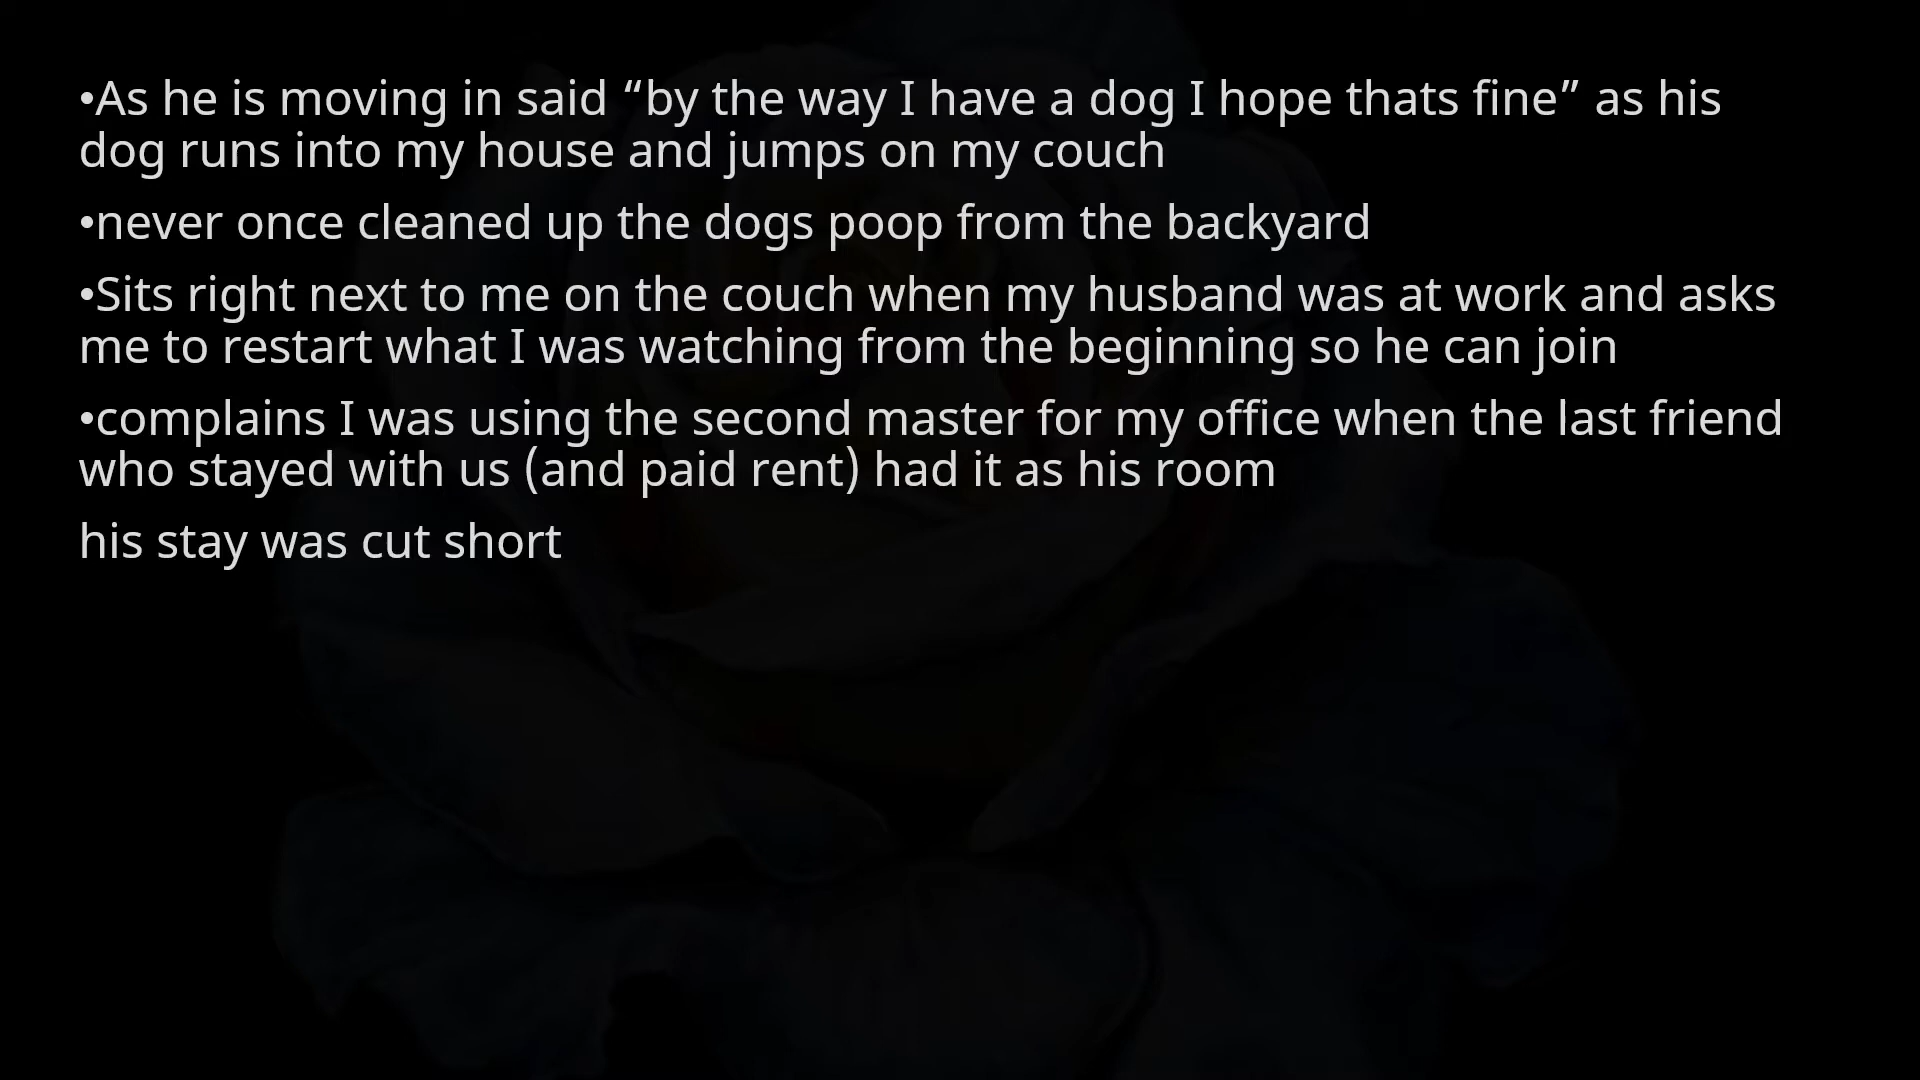 •As he is moving in said “by the way I have a dog I hope thats fine” as his
dog runs into my house and jumps on my couch
•never once cleaned up the dogs poop from the backyard
•Sits right next to me on the couch when my husband was at work and asks
me to restart what I was watching from the beginning so he can join
•complains I was using the second master for my office when the last friend
who stayed with us (and paid rent) had it as his room
his stay was cut short